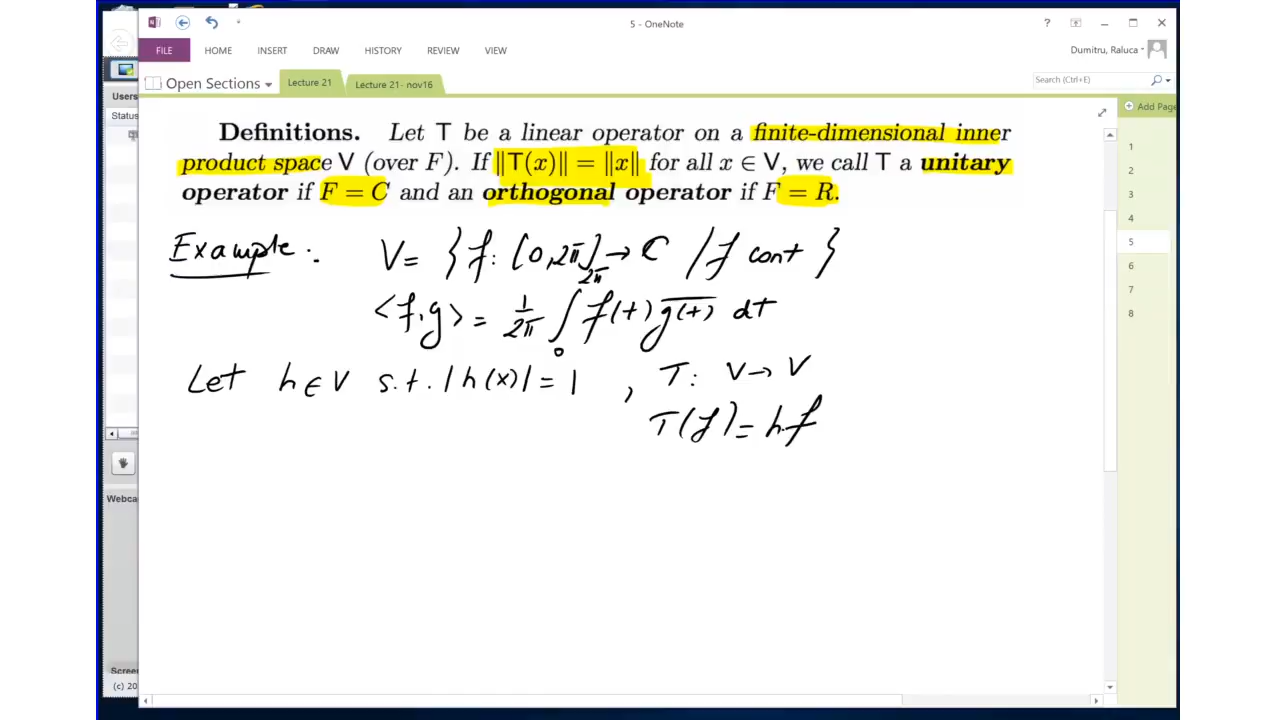 5 - OneNote
FILE HOME INSERT DRAW HISTORY REVIEW VIEW
Dumitru, Raluca
Open Sections Lecture 21 Lecture 21- nov16
Search (Ctrl+E)
Add Page
Users
Status
Definitions. Let T be a linear operator on a finite-dimensional inner
product space V (over F). If ‖T(x)‖ = ‖x‖ for all x ∈ V, we call T a unitary
operator if F = C and an orthogonal operator if F = R.
Example: V = { f: [0,2π] → C / f cont }
<f,g> = 1/2π ∫₀^2π f(t) \overline{g(t)} dt
Let h ∈ V s.t. |h(x)| = 1 , T: V → V
T(f) = h.f
1
2
3
4
5
6
7
8
Webca
Screen
(c) 20